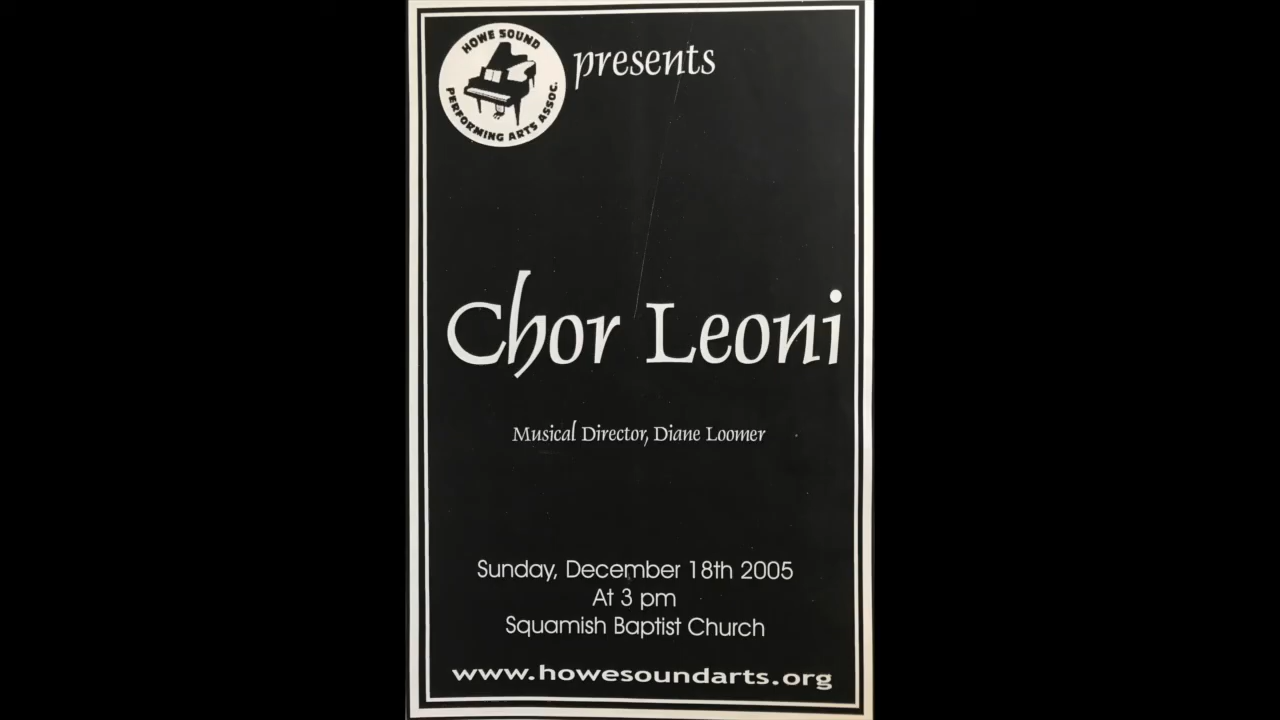 HOWE SOUND
PERFORMING ARTS ASSOC.
presents
Chor Leoni
Musical Director, Diane Loomer
Sunday, December 18th 2005
At 3 pm
Squamish Baptist Church
www.howesoundarts.org